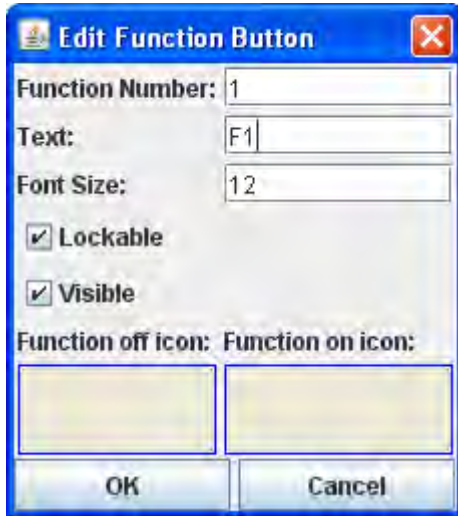 Edit Function Button
Function Number: 1
Text: F1
Font Size: 12
Lockable
Visible
Function off icon: Function on icon:
OK Cancel